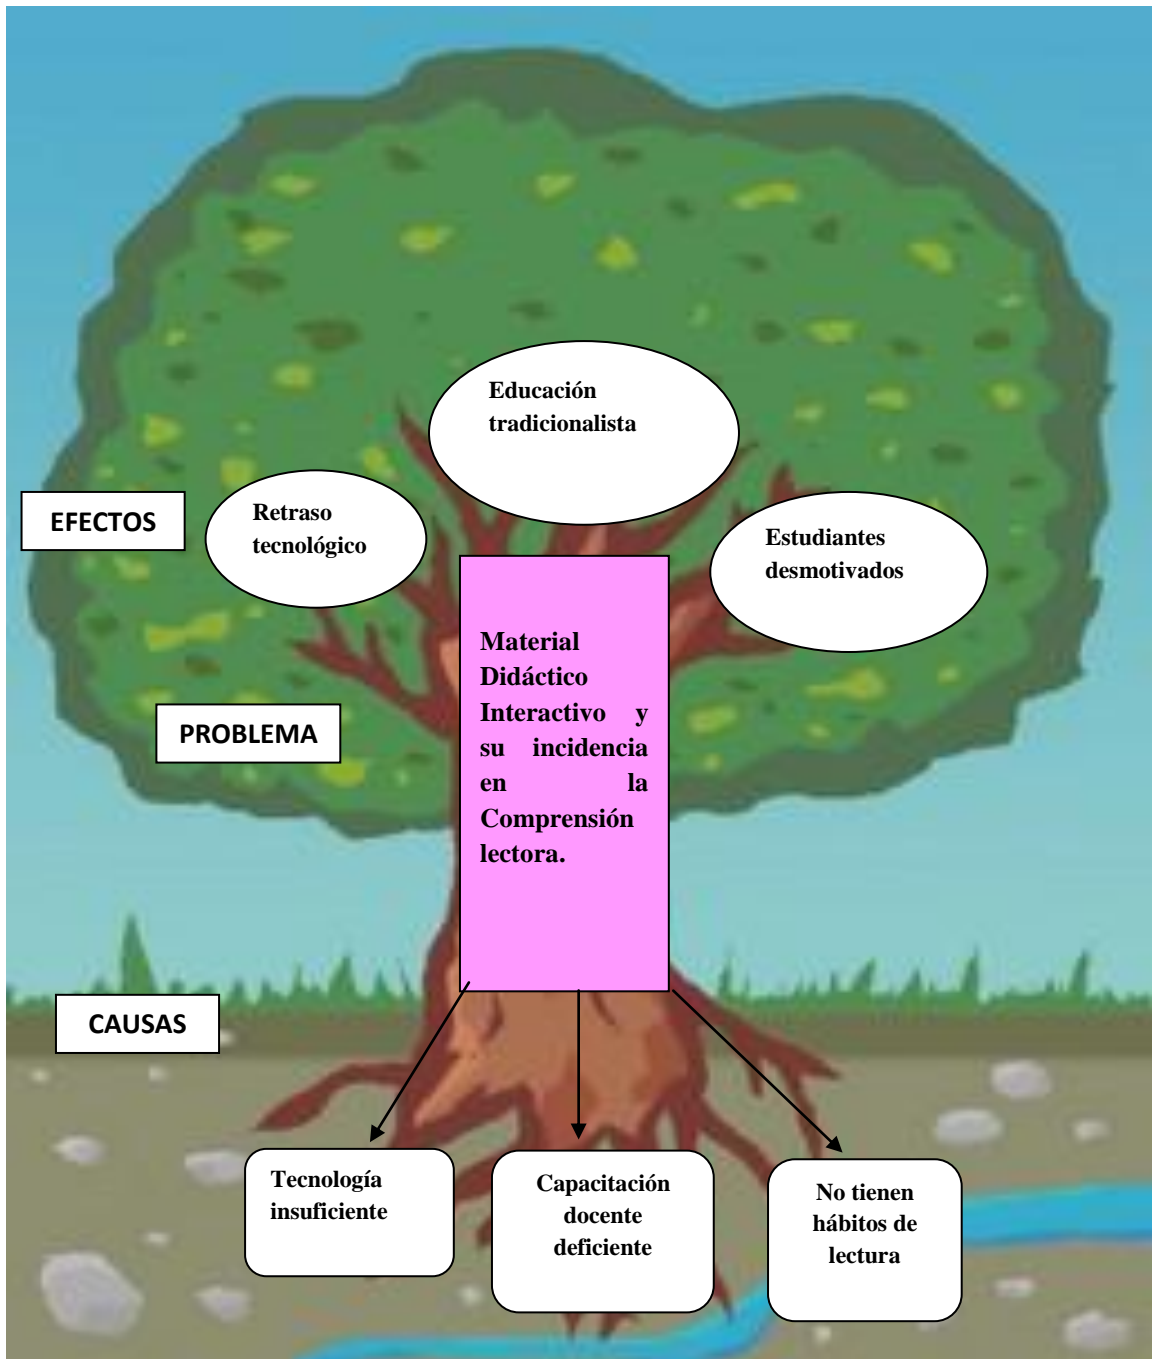 Educación
tradicionalista
EFECTOS
Retraso
tecnológico
Estudiantes
desmotivados
PROBLEMA
Material
Didáctico
Interactivo y
su incidencia
en la
Comprensión
lectora.
CAUSAS
Tecnología
insuficiente
Capacitación
docente
deficiente
No tienen
hábitos de
lectura